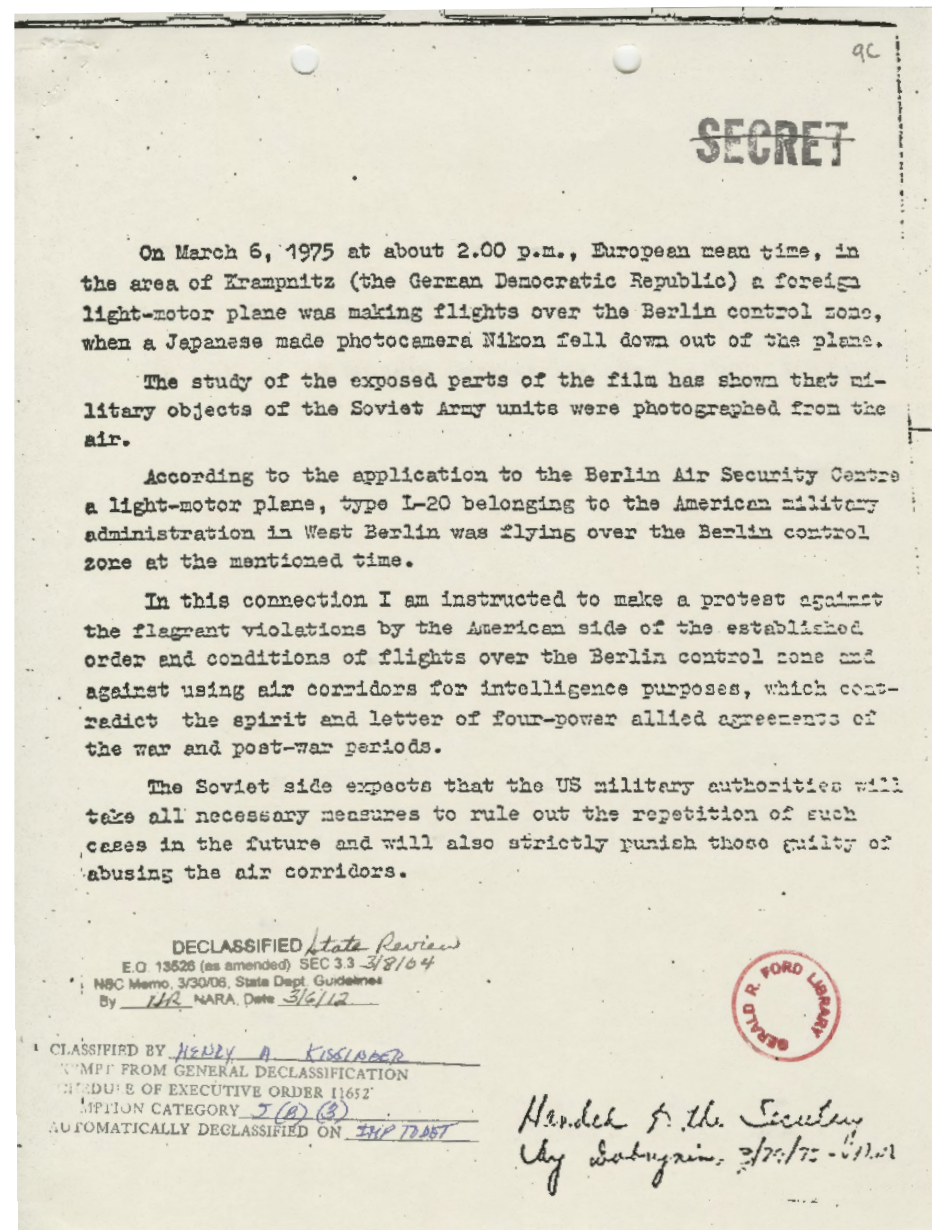 9C
SECRET
On March 6, 1975 at about 2.00 p.m., European mean time, in
the area of Krampnitz (the German Democratic Republic) a foreign
light-motor plane was making flights over the Berlin control zone,
when a Japanese made photocamera Nikon fell down out of the plane.
The study of the exposed parts of the film has shown that mi-
litary objects of the Soviet Army units were photographed from the
air.
According to the application to the Berlin Air Security Centre
a light-motor plane, type L-20 belonging to the American military
administration in West Berlin was flying over the Berlin control
zone at the mentioned time.
In this connection I am instructed to make a protest against
the flagrant violations by the American side of the established
order and conditions of flights over the Berlin control zone and
against using air corridors for intelligence purposes, which cont-
radict the spirit and letter of four-power allied agreements of
the war and post-war periods.
The Soviet side expects that the US military authorities will
take all necessary measures to rule out the repetition of such
cases in the future and will also strictly punish those guilty of
abusing the air corridors.
DECLASSIFIED State Review
E.O. 13526 (as amended) SEC 3.3 3/8/04
NSC Memo, 3/30/06, State Dept. Guidelines
By HR NARA, Date 3/6/12
GERALD R. FORD LIBRARY
CLASSIFIED BY HENRY A KISSINGER
EMPT FROM GENERAL DECLASSIFICATION
HEDULE OF EXECUTIVE ORDER 11652
MPTION CATEGORY 5(B)(3)
AUTOMATICALLY DECLASSIFIED ON IMP TO DET
Handed to the Secretary
by Dobrynin